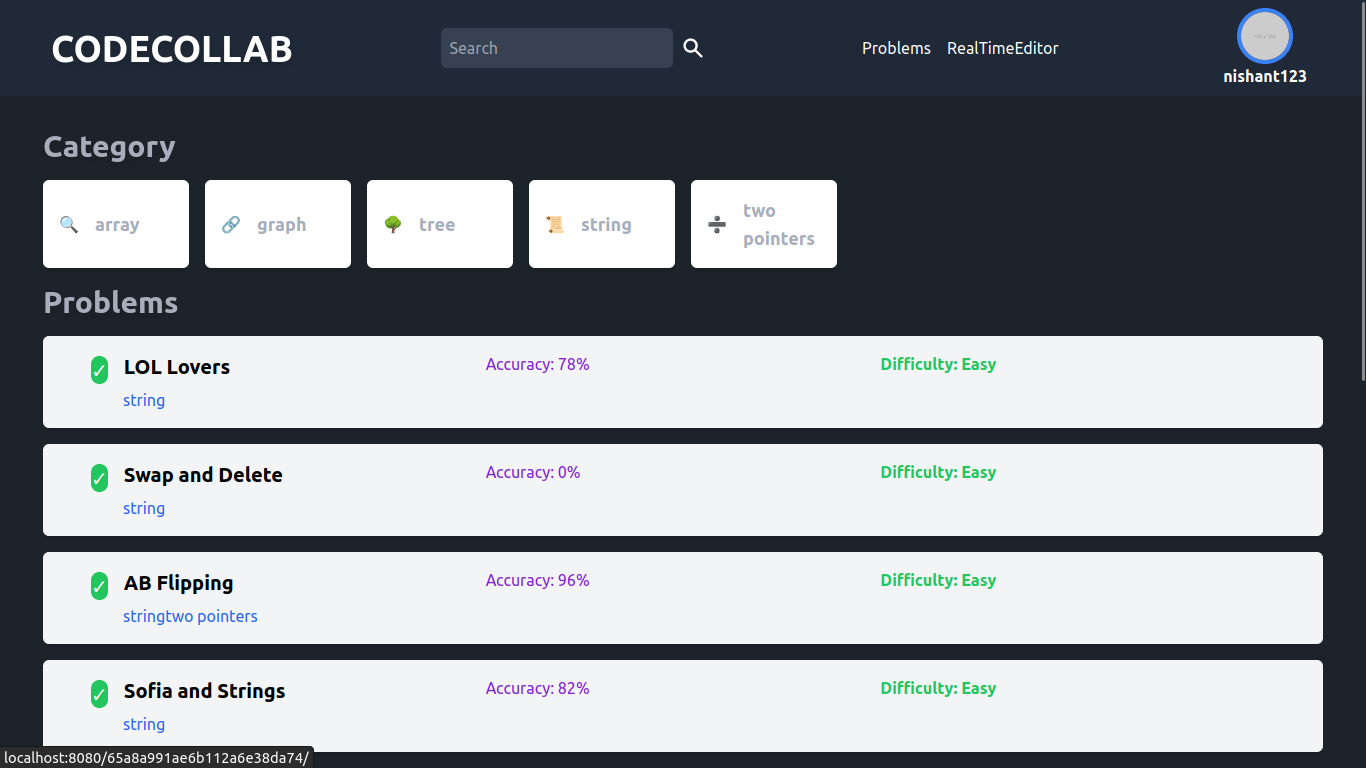 CODECOLLAB
Search
Problems RealTimeEditor
nishant123
Category
array
graph
tree
string
two
pointers
Problems
✓ LOL Lovers Accuracy: 78% Difficulty: Easy
string
✓ Swap and Delete Accuracy: 0% Difficulty: Easy
string
✓ AB Flipping Accuracy: 96% Difficulty: Easy
stringtwo pointers
✓ Sofia and Strings Accuracy: 82% Difficulty: Easy
string
localhost:8080/65a8a991ae6b112a6e38da74/